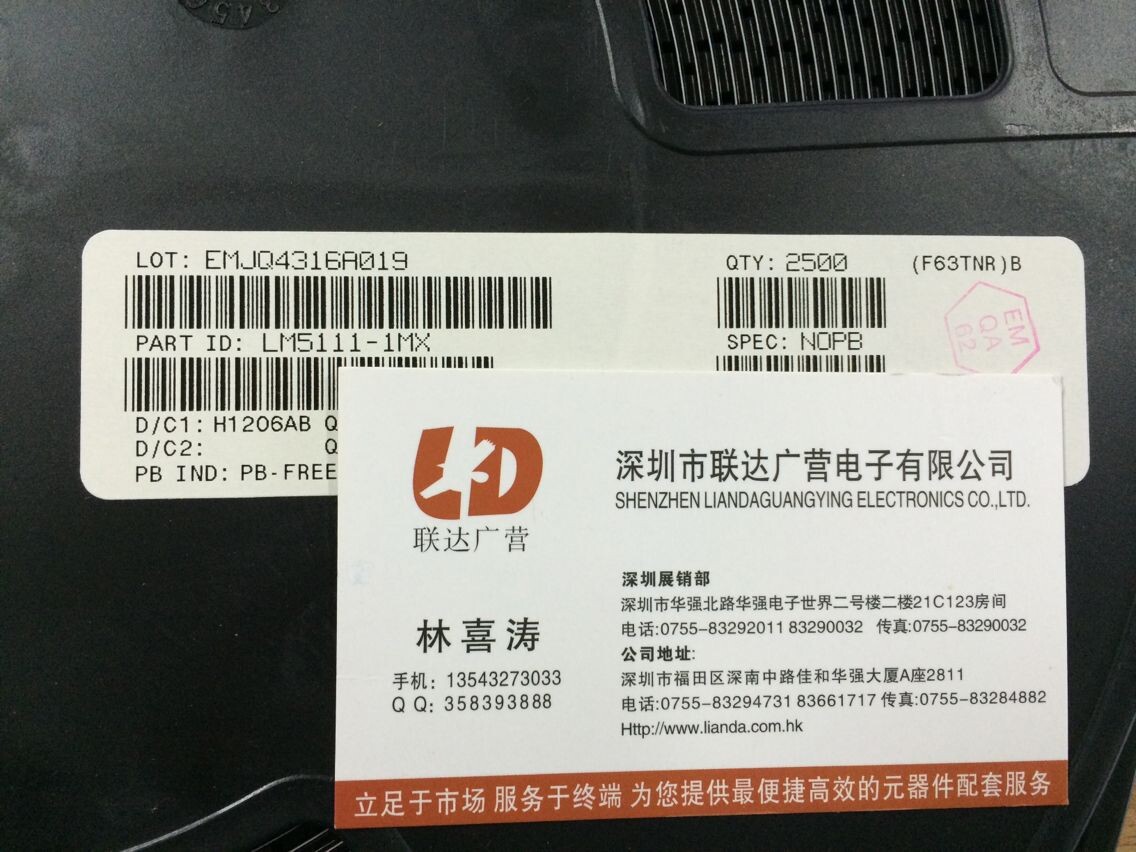 LOT: EMJQ4316A019
QTY: 2500
(F63TNR)B
PART ID: LM5111-1MX
SPEC: NOPB
EM
QA
62
D/C1: H1206AB Q
D/C2: Q
PB IND: PB-FREE
联达广营
深圳市联达广营电子有限公司
SHENZHEN LIANDAGUANGYING ELECTRONICS CO.,LTD.
林喜涛
手机: 13543273033
QQ: 358393888
深圳展销部
深圳市华强北路华强电子世界二号楼二楼21C123房间
电话:0755-83292011 83290032 传真:0755-83290032
公司地址:
深圳市福田区深南中路佳和华强大厦A座2811
电话:0755-83294731 83661717 传真:0755-83284882
Http://www.lianda.com.hk
立足于市场 服务于终端 为您提供最便捷高效的元器件配套服务